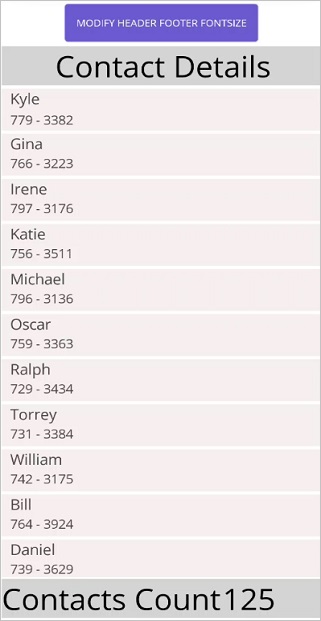 MODIFY HEADER FOOTER FONTSIZE
Contact Details
Kyle
779 - 3382
Gina
766 - 3223
Irene
797 - 3176
Katie
756 - 3511
Michael
796 - 3136
Oscar
759 - 3363
Ralph
729 - 3434
Torrey
731 - 3384
William
742 - 3175
Bill
764 - 3924
Daniel
739 - 3629
Contacts Count125